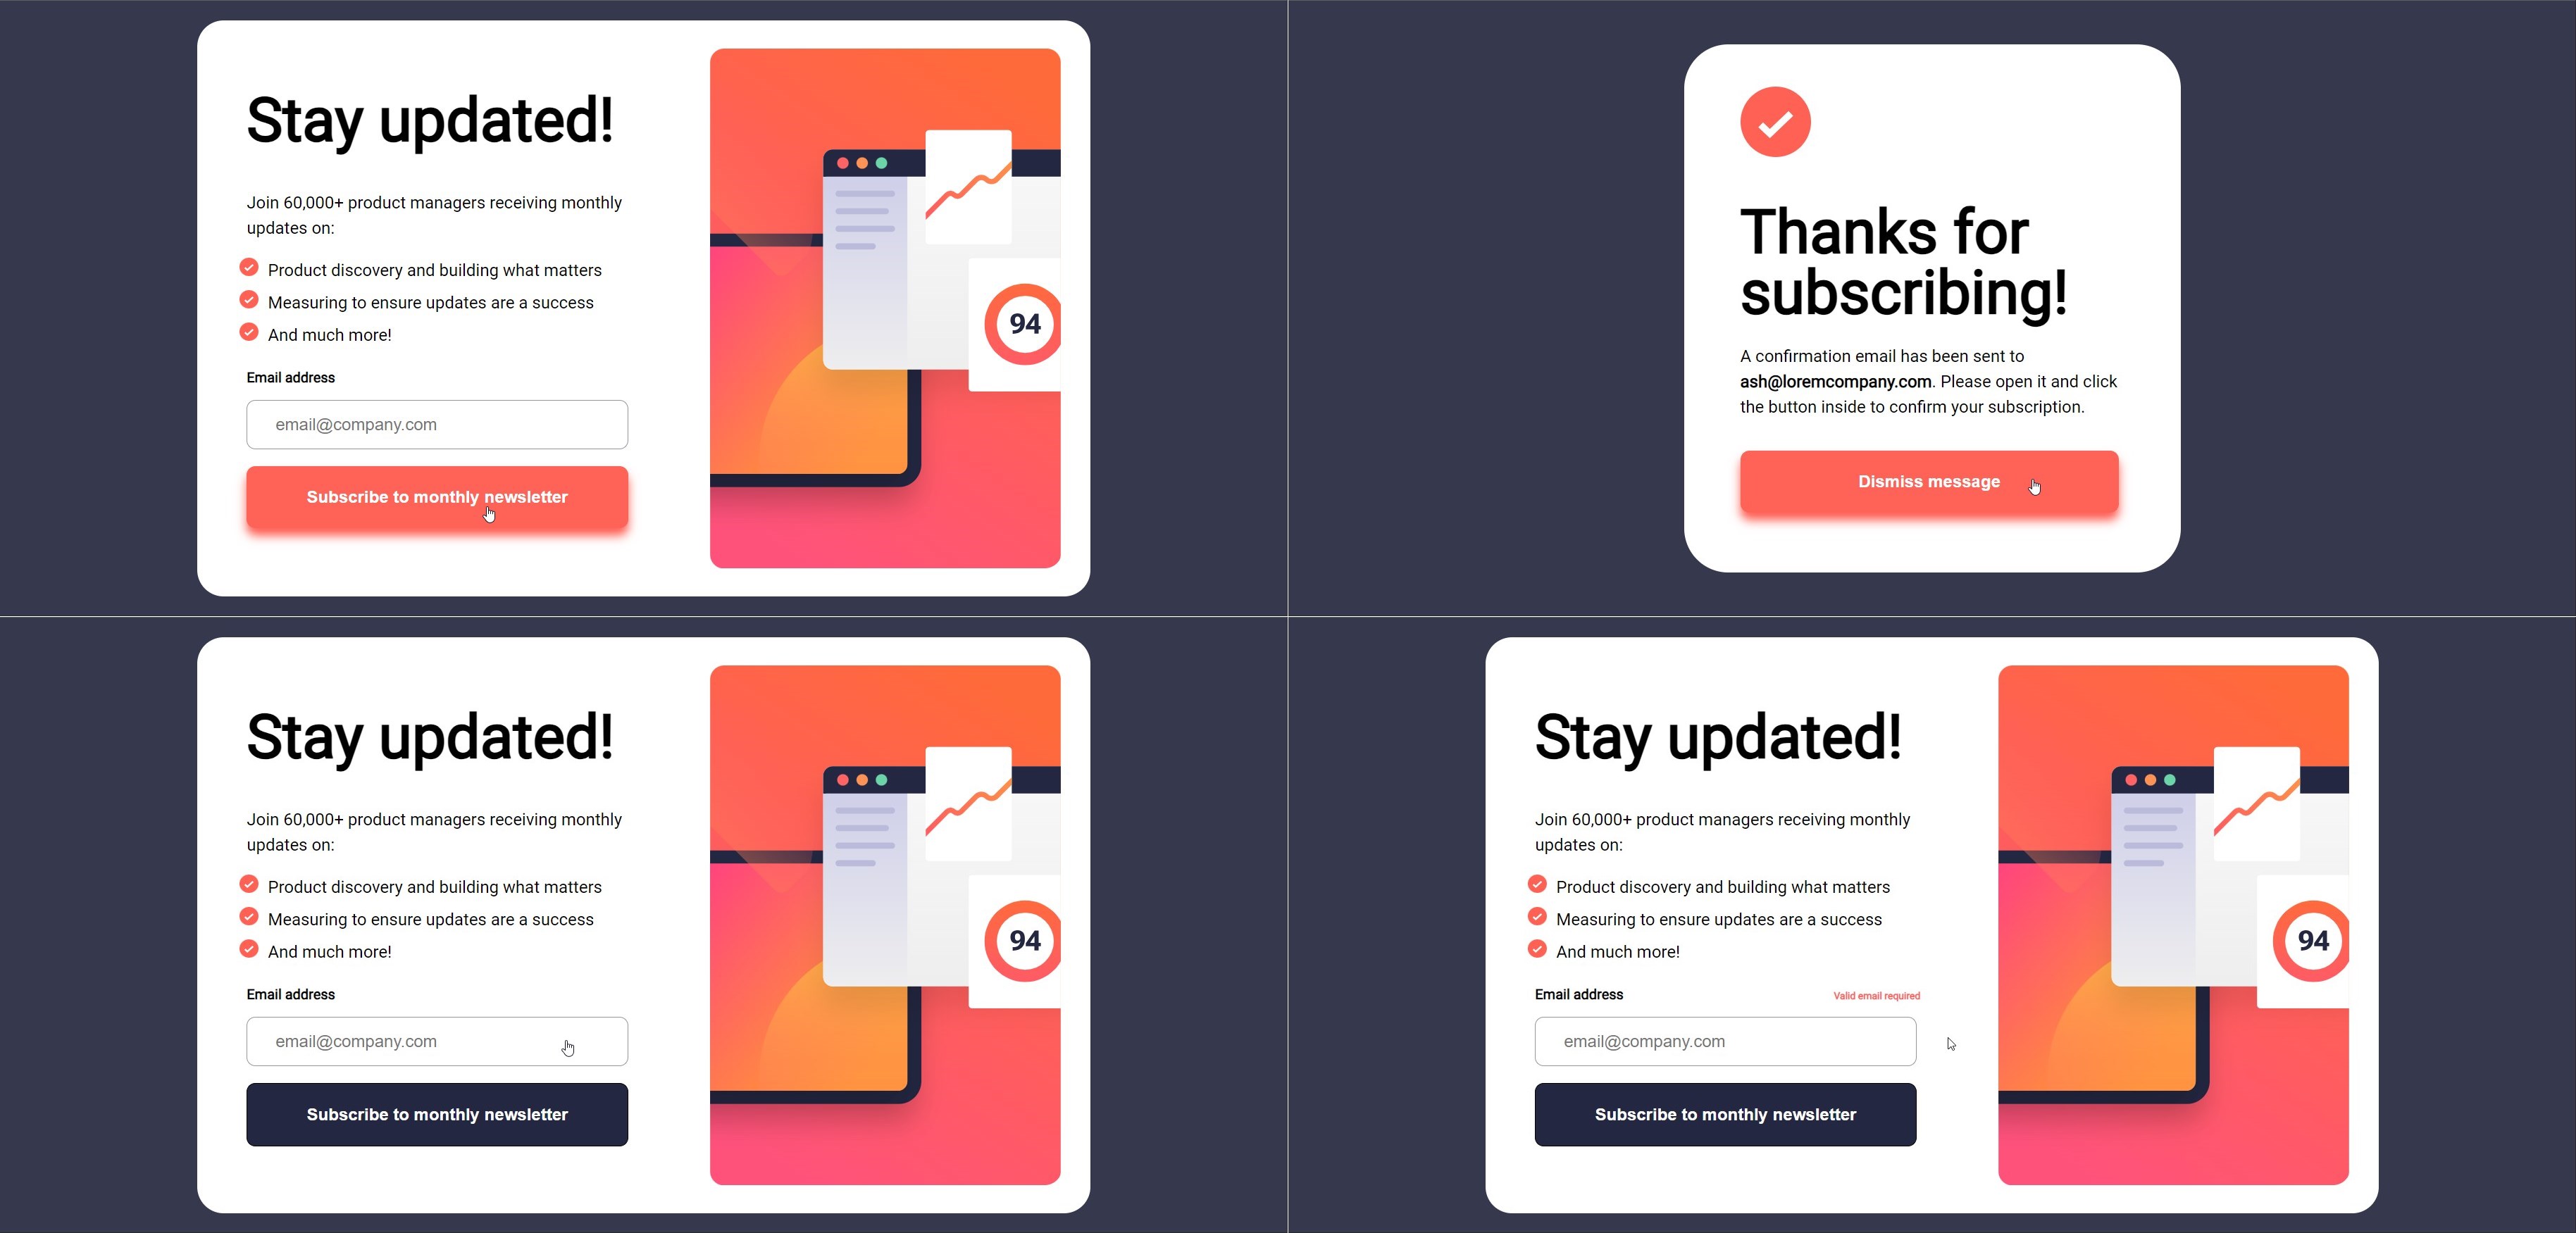 Stay updated!
Join 60,000+ product managers receiving monthly
updates on:
Product discovery and building what matters
Measuring to ensure updates are a success
And much more!
Email address
email@company.com
Subscribe to monthly newsletter
94
Thanks for
subscribing!
A confirmation email has been sent to
ash@loremcompany.com. Please open it and click
the button inside to confirm your subscription.
Dismiss message
Stay updated!
Join 60,000+ product managers receiving monthly
updates on:
Product discovery and building what matters
Measuring to ensure updates are a success
And much more!
Email address
email@company.com
Subscribe to monthly newsletter
94
Stay updated!
Join 60,000+ product managers receiving monthly
updates on:
Product discovery and building what matters
Measuring to ensure updates are a success
And much more!
Email address Valid email required
email@company.com
Subscribe to monthly newsletter
94